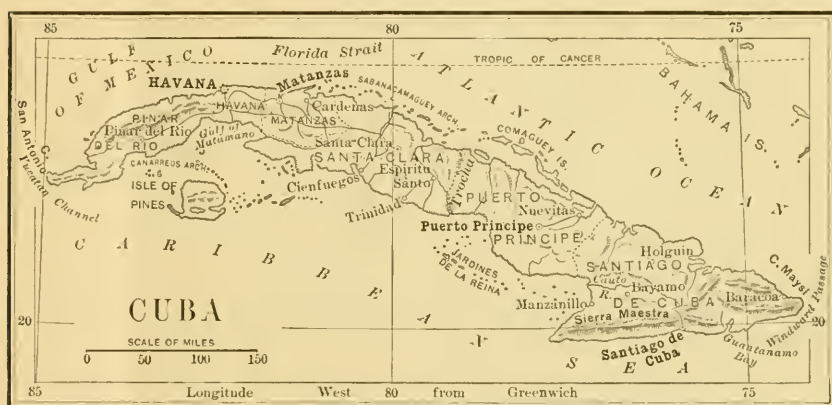 85
80
75
GULF
OF MEXICO
Florida Strait
TROPIC OF CANCER
ATLANTIC OCEAN
BAHAMA IS.
HAVANA
Matanzas
SABANA-CAMAGUEY ARCH.
HAVANA
Cardenas
MATANZAS
PINAR
Pinar del Rio
DEL RIO
Gulf of
Matamano
COMAGUEY IS.
C.
San Antonio
Yucatan
Channel
CANARREOS ARCH.
ISLE OF
PINES
Santa Clara
SANTA CLARA
Cienfuegos
Espiritu
Santo
Trocha
Trinidad
PUERTO
Nuevitas
Puerto Principe
PRINCIPE
Holguin
SANTIAGO
JARDINES
DE LA REINA
Cauto
R.
Bayamo
C. Maysi
Manzanillo
DE CUBA
Baracoa
Windward Passage
Sierra Maestra
Santiago de
Cuba
Guantanamo
Bay
CARIBBEAN
SEA
CUBA
20
20
SCALE OF MILES
0 50 100 150
85
Longitude West
80
from Greenwich
75